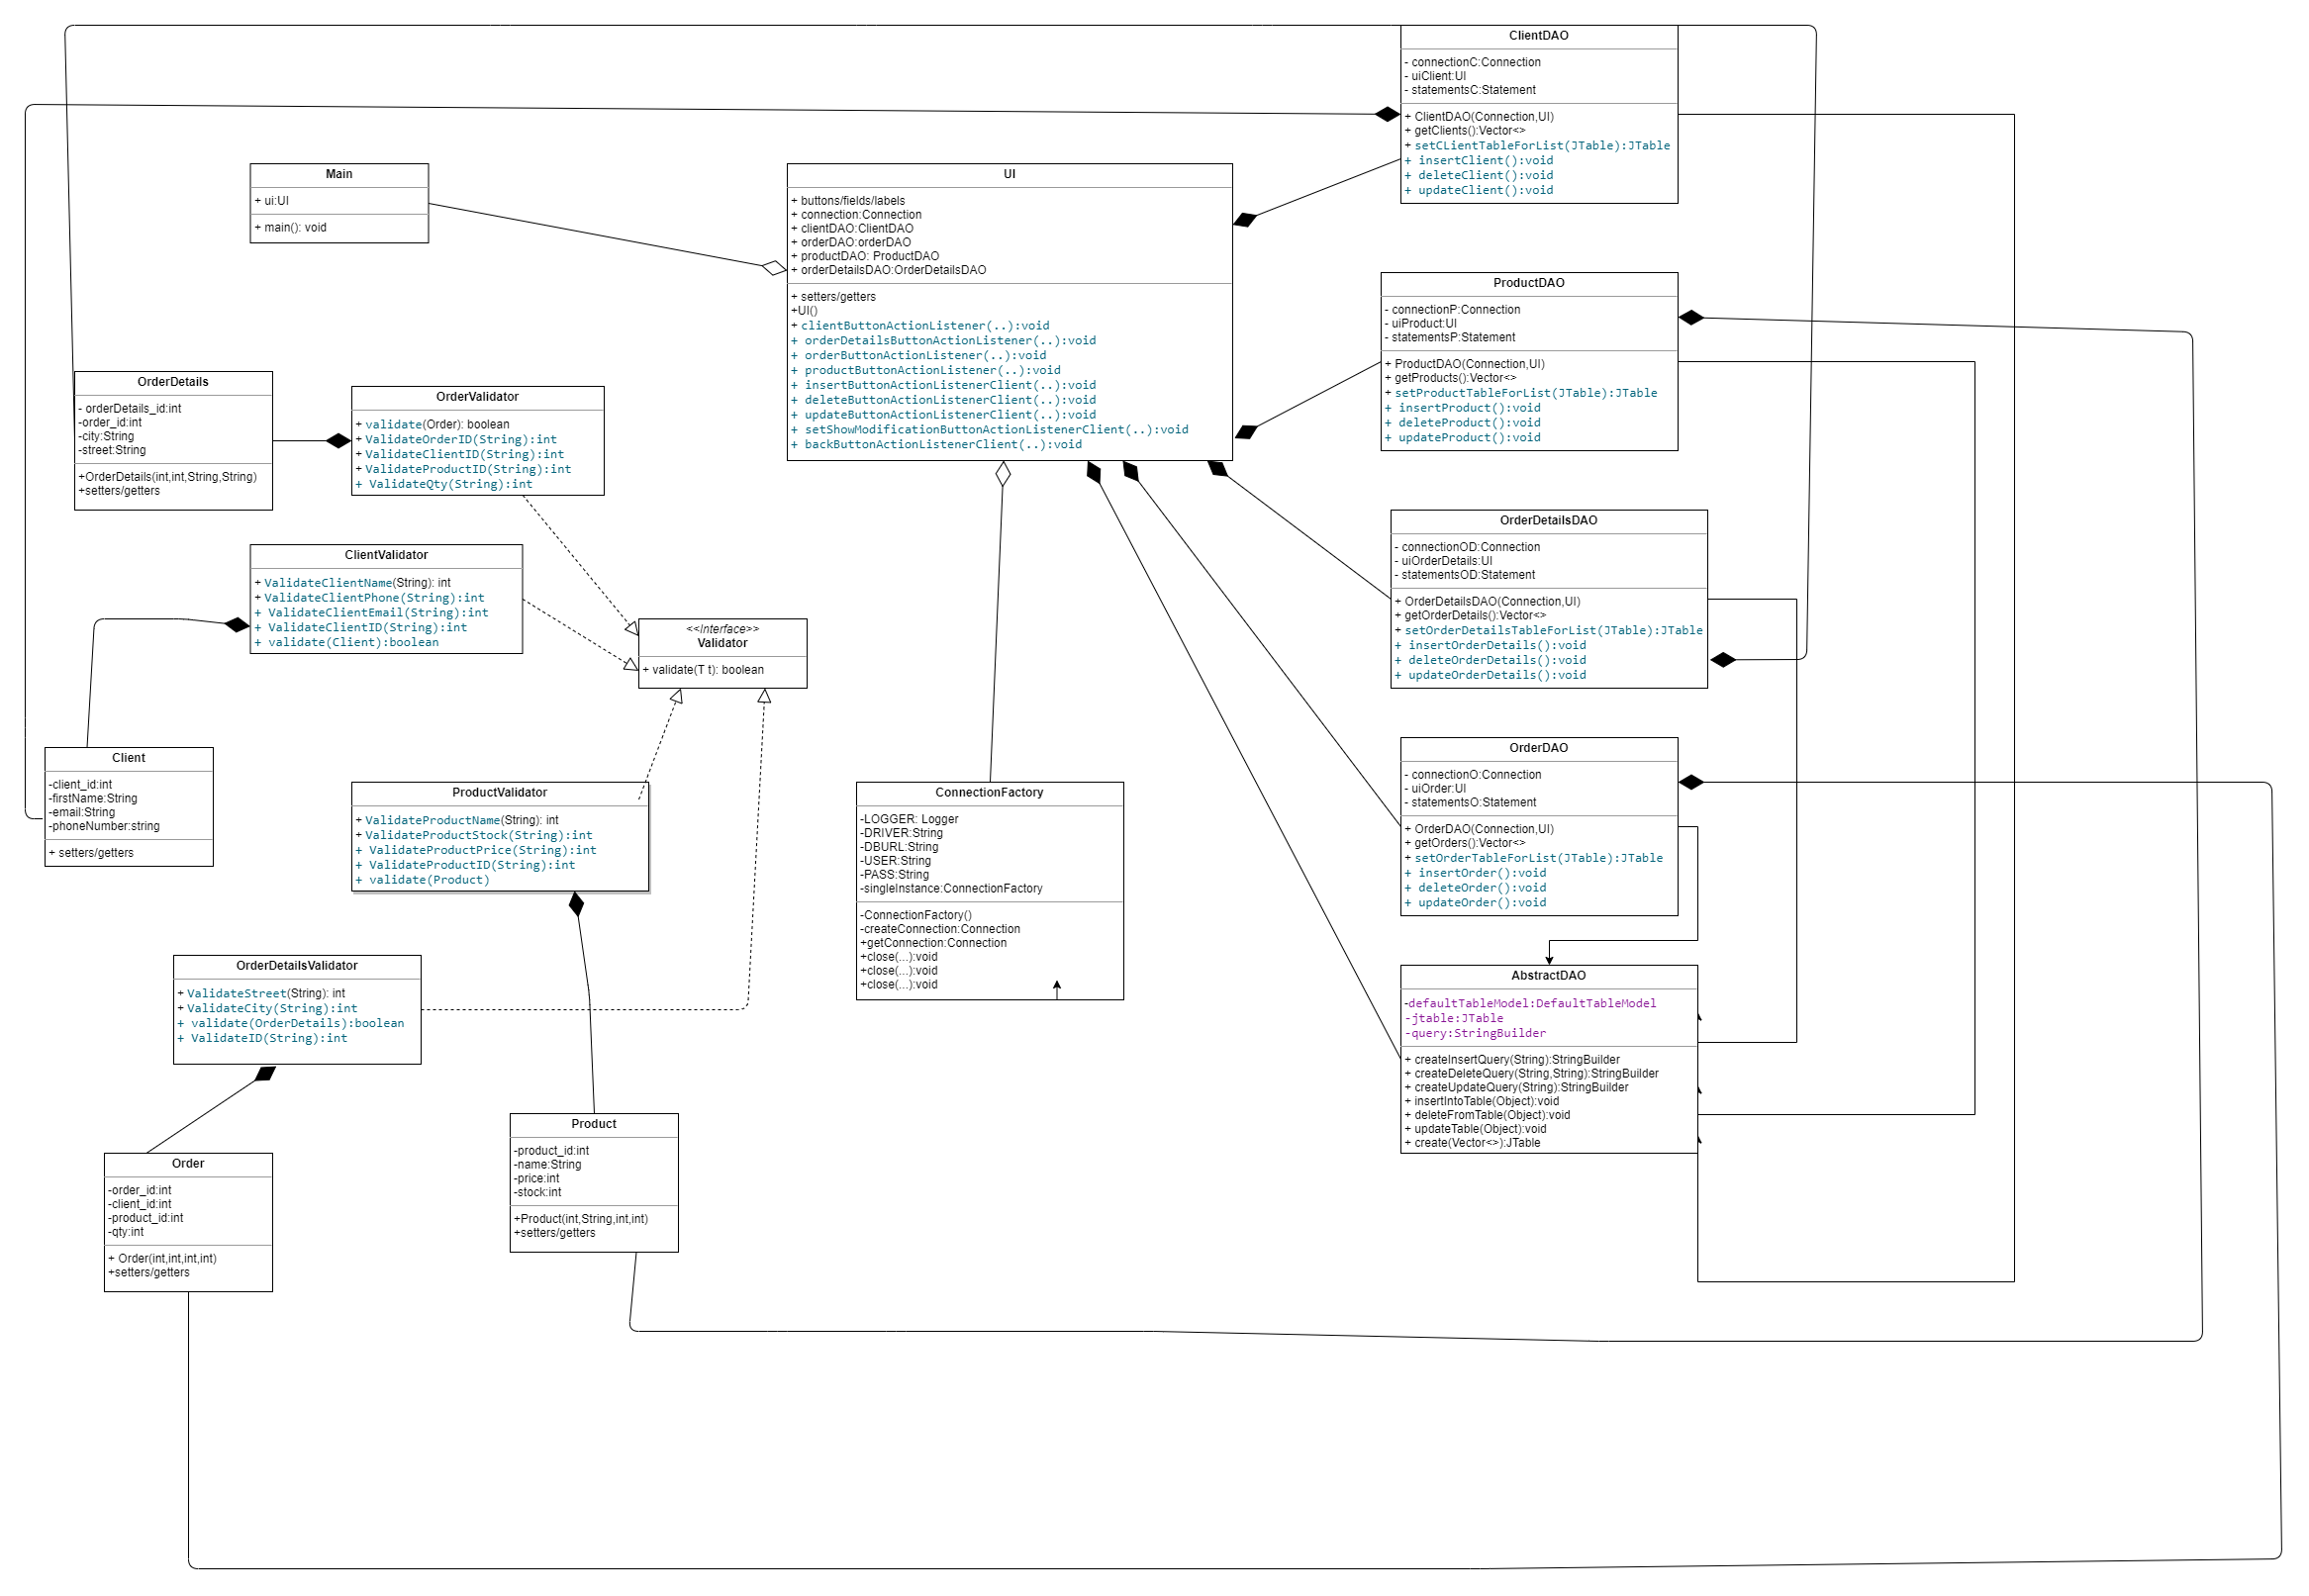 ClientDAO
- connectionC:Connection
- uiClient:UI
- statementsC:Statement
+ ClientDAO(Connection,UI)
+ getClients():Vector<>
+ setCLientTableForList(JTable):JTable
+ insertClient():void
+ deleteClient():void
+ updateClient():void
Main
+ ui:UI
+ main(): void
UI
+ buttons/fields/labels
+ connection:Connection
+ clientDAO:ClientDAO
+ orderDAO:orderDAO
+ productDAO: ProductDAO
+ orderDetailsDAO:OrderDetailsDAO
+ setters/getters
+UI()
+ clientButtonActionListener(..):void
+ orderDetailsButtonActionListener(..):void
+ orderButtonActionListener(..):void
+ productButtonActionListener(..):void
+ insertButtonActionListenerClient(..):void
+ deleteButtonActionListenerClient(..):void
+ updateButtonActionListenerClient(..):void
+ setShowModificationButtonActionListenerClient(..):void
+ backButtonActionListenerClient(..):void
ProductDAO
- connectionP:Connection
- uiProduct:UI
- statementsP:Statement
+ ProductDAO(Connection,UI)
+ getProducts():Vector<>
+ setProductTableForList(JTable):JTable
+ insertProduct():void
+ deleteProduct():void
+ updateProduct():void
OrderDetails
- orderDetails_id:int
-order_id:int
-city:String
-street:String
+OrderDetails(int,int,String,String)
+setters/getters
OrderValidator
+ validate(Order): boolean
+ ValidateOrderID(String):int
+ ValidateClientID(String):int
+ ValidateProductID(String):int
+ ValidateQty(String):int
OrderDetailsDAO
- connectionOD:Connection
- uiOrderDetails:UI
- statementsOD:Statement
+ OrderDetailsDAO(Connection,UI)
+ getOrderDetails():Vector<>
+ setOrderDetailsTableForList(JTable):JTable
+ insertOrderDetails():void
+ deleteOrderDetails():void
+ updateOrderDetails():void
ClientValidator
+ ValidateClientName(String): int
+ ValidateClientPhone(String):int
+ ValidateClientEmail(String):int
+ ValidateClientID(String):int
+ validate(Client):boolean
<<Interface>>
Validator
+ validate(T t): boolean
Client
-client_id:int
-firstName:String
-email:String
-phoneNumber:string
+ setters/getters
ProductValidator
+ ValidateProductName(String): int
+ ValidateProductStock(String):int
+ ValidateProductPrice(String):int
+ ValidateProductID(String):int
+ validate(Product)
ConnectionFactory
-LOGGER: Logger
-DRIVER:String
-DBURL:String
-USER:String
-PASS:String
-singleInstance:ConnectionFactory
-ConnectionFactory()
-createConnection:Connection
+getConnection:Connection
+close(...):void
+close(...):void
+close(...):void
OrderDAO
- connectionO:Connection
- uiOrder:UI
- statementsO:Statement
+ OrderDAO(Connection,UI)
+ getOrders():Vector<>
+ setOrderTableForList(JTable):JTable
+ insertOrder():void
+ deleteOrder():void
+ updateOrder():void
OrderDetailsValidator
+ ValidateStreet(String): int
+ ValidateCity(String):int
+ validate(OrderDetails):boolean
+ ValidateID(String):int
AbstractDAO
-defaultTableModel:DefaultTableModel
-jtable:JTable
-query:StringBuilder
+ createInsertQuery(String):StringBuilder
+ createDeleteQuery(String,String):StringBuilder
+ createUpdateQuery(String):StringBuilder
+ insertIntoTable(Object):void
+ deleteFromTable(Object):void
+ updateTable(Object):void
+ create(Vector<>):JTable
Product
-product_id:int
-name:String
-price:int
-stock:int
+Product(int,String,int,int)
+setters/getters
Order
-order_id:int
-client_id:int
-product_id:int
-qty:int
+ Order(int,int,int,int)
+setters/getters